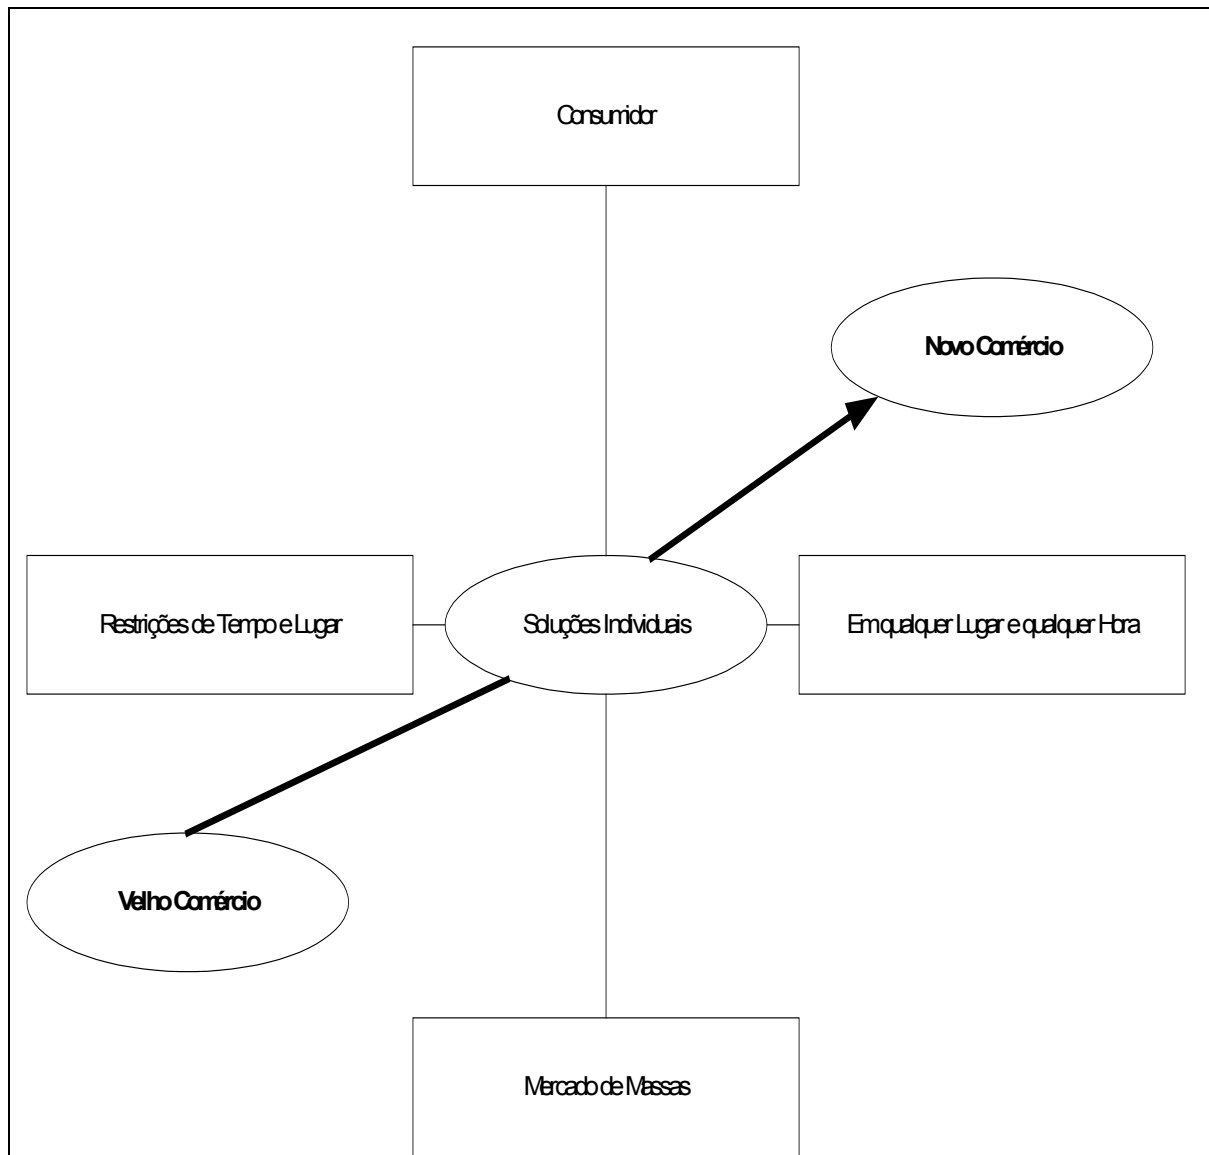 Consumidor
Novo Comércio
Restrições de Tempo e Lugar
Soluções Individuais
Em qualquer Lugar e qualquer Hora
Velho Comércio
Mercado de Massas